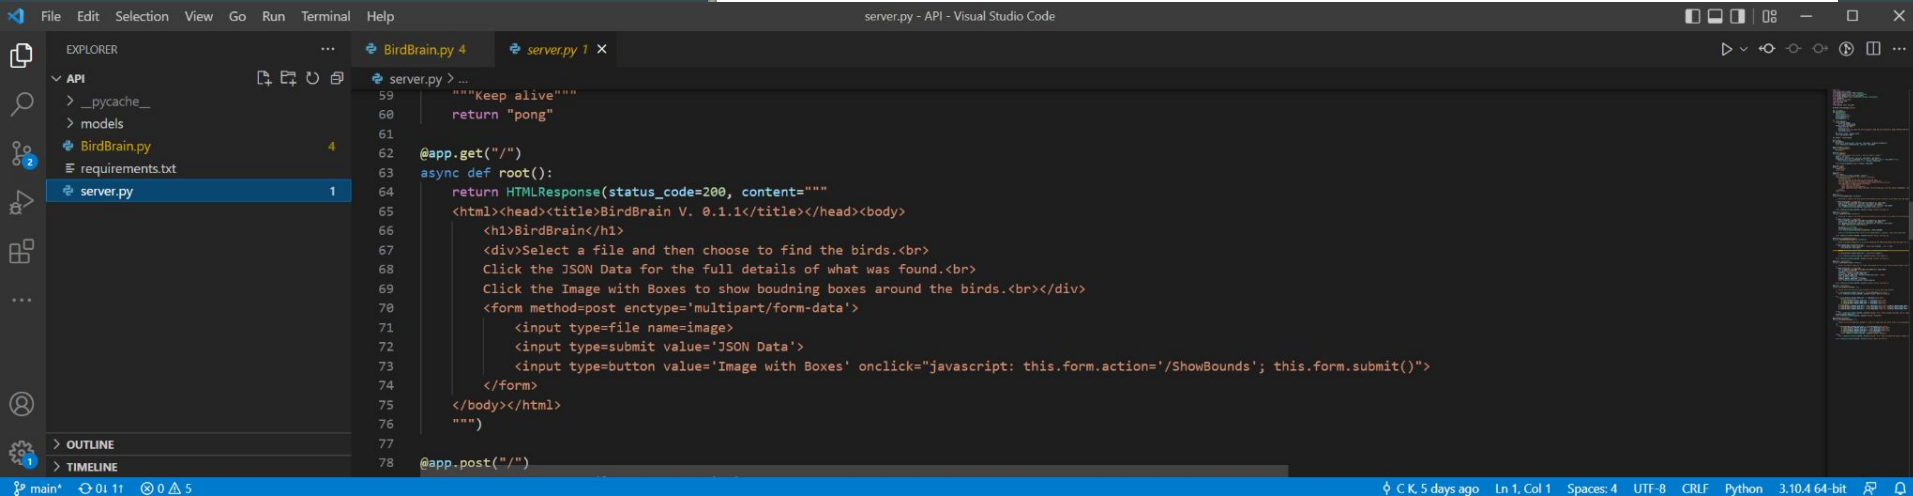 File Edit Selection View Go Run Terminal Help
server.py - API - Visual Studio Code
EXPLORER
API
__pycache__
models
BirdBrain.py 4
requirements.txt
server.py 1
OUTLINE
TIMELINE
BirdBrain.py 4 server.py 1
server.py > ...
59 """Keep alive"""
60 return "pong"
61
62 @app.get("/")
63 async def root():
64 return HTMLResponse(status_code=200, content="""
65 <html><head><title>BirdBrain V. 0.1.1</title></head><body>
66 <h1>BirdBrain</h1>
67 <div>Select a file and then choose to find the birds.<br>
68 Click the JSON Data for the full details of what was found.<br>
69 Click the Image with Boxes to show boudning boxes around the birds.<br></div>
70 <form method=post enctype='multipart/form-data'>
71 <input type=file name=image>
72 <input type=submit value='JSON Data'>
73 <input type=button value='Image with Boxes' onclick="javascript: this.form.action='/ShowBounds'; this.form.submit()">
74 </form>
75 </body></html>
76 """)
77
78 @app.post("/")
2
1
main* 0↓ 1↑ 0 5
C K, 5 days ago Ln 1, Col 1 Spaces: 4 UTF-8 CRLF Python 3.10.4 64-bit